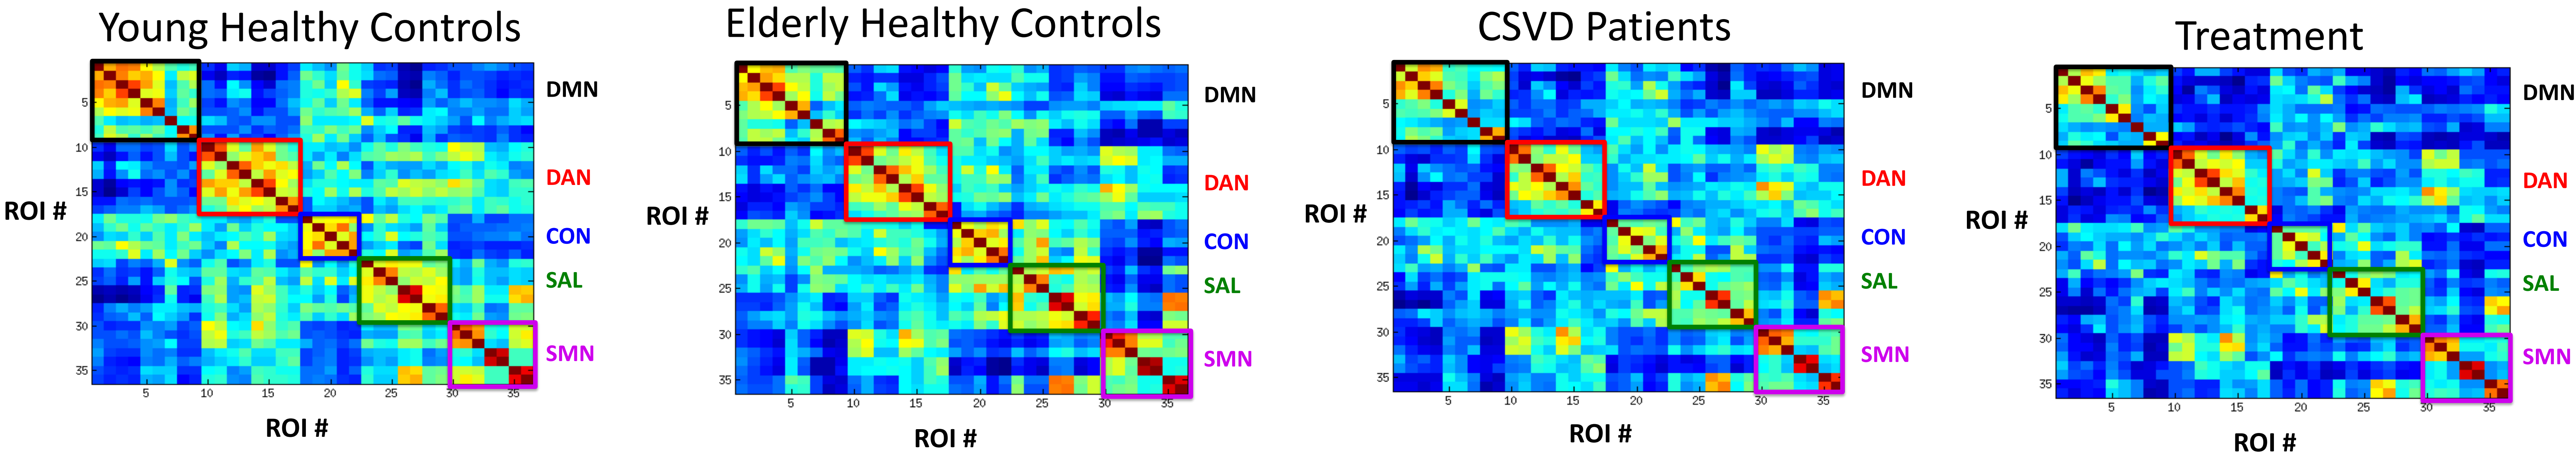 Young Healthy Controls
5
10
15
20
25
30
35
5 10 15 20 25 30 35
ROI #
ROI #
DMN
DAN
CON
SAL
SMN
Elderly Healthy Controls
5
10
15
20
25
30
35
5 10 15 20 25 30 35
ROI #
ROI #
DMN
DAN
CON
SAL
SMN
CSVD Patients
5
10
15
20
25
30
35
5 10 15 20 25 30 35
ROI #
ROI #
DMN
DAN
CON
SAL
SMN
Treatment
5
10
15
20
25
30
35
5 10 15 20 25 30 35
ROI #
ROI #
DMN
DAN
CON
SAL
SMN